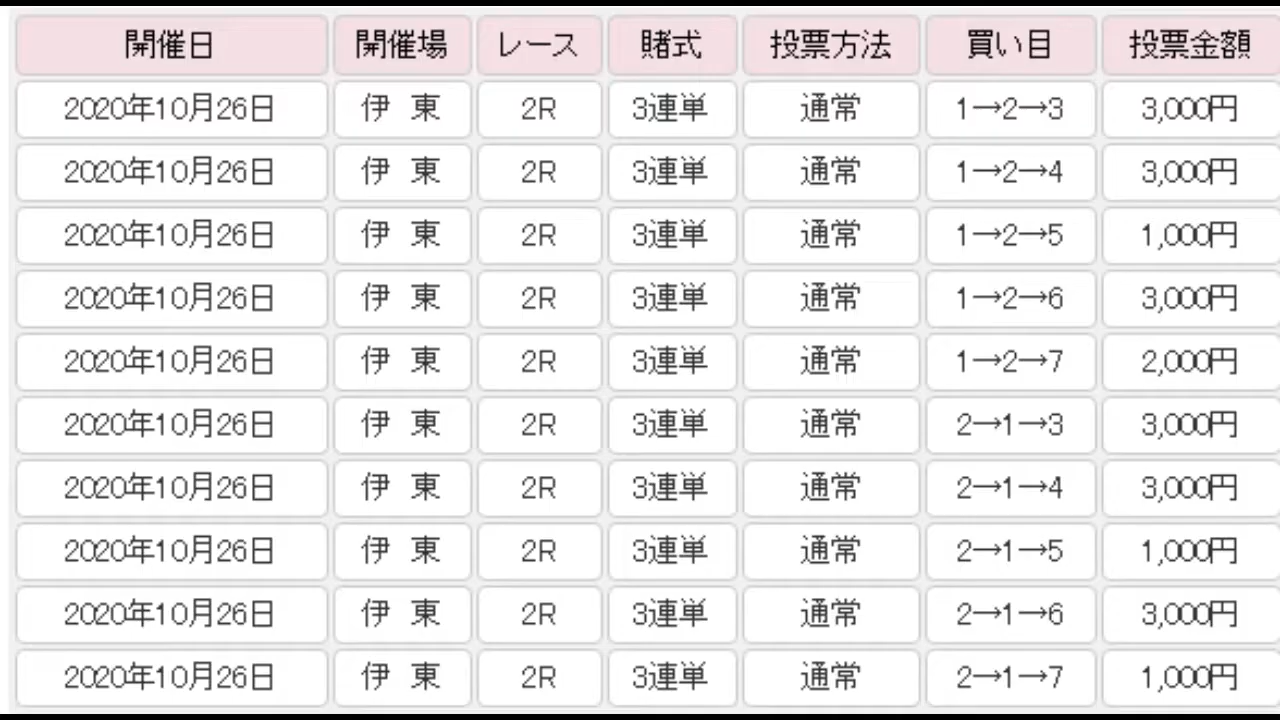 開催日 開催場 レース 賭式 投票方法 買い目 投票金額
2020年10月26日 伊 東 2R 3連単 通常 1→2→3 3,000円
2020年10月26日 伊 東 2R 3連単 通常 1→2→4 3,000円
2020年10月26日 伊 東 2R 3連単 通常 1→2→5 1,000円
2020年10月26日 伊 東 2R 3連単 通常 1→2→6 3,000円
2020年10月26日 伊 東 2R 3連単 通常 1→2→7 2,000円
2020年10月26日 伊 東 2R 3連単 通常 2→1→3 3,000円
2020年10月26日 伊 東 2R 3連単 通常 2→1→4 3,000円
2020年10月26日 伊 東 2R 3連単 通常 2→1→5 1,000円
2020年10月26日 伊 東 2R 3連単 通常 2→1→6 3,000円
2020年10月26日 伊 東 2R 3連単 通常 2→1→7 1,000円